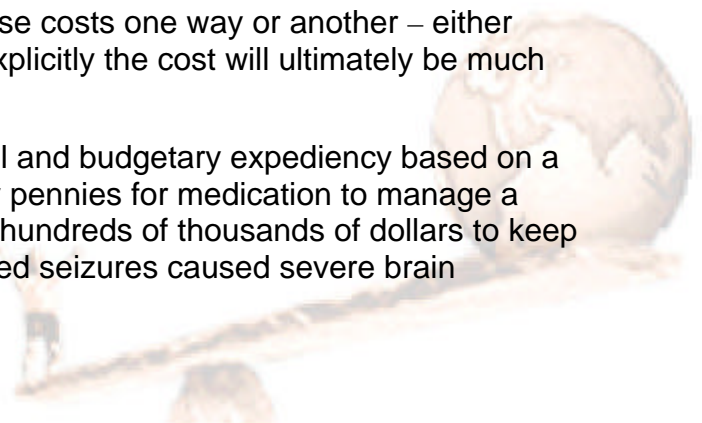 se costs one way or another – either
xplicitly the cost will ultimately be much
l and budgetary expediency based on a
pennies for medication to manage a
hundreds of thousands of dollars to keep
ed seizures caused severe brain